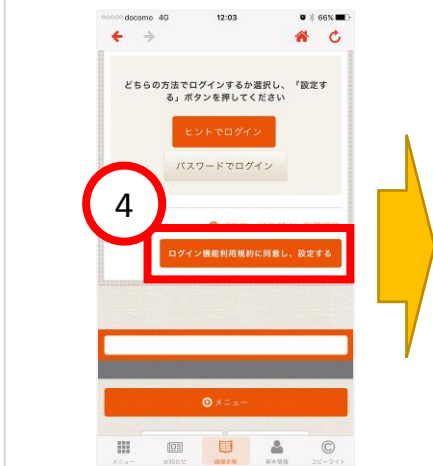 docomo 4G 12:03 66%
どちらの方法でログインするか選択し、「設定す
る」ボタンを押してください
ヒントでログイン
パスワードでログイン
4
ログイン機能利用規約に同意し、設定する
メニュー
メニュー お知らせ 健康手帳 基本情報 コピーライト